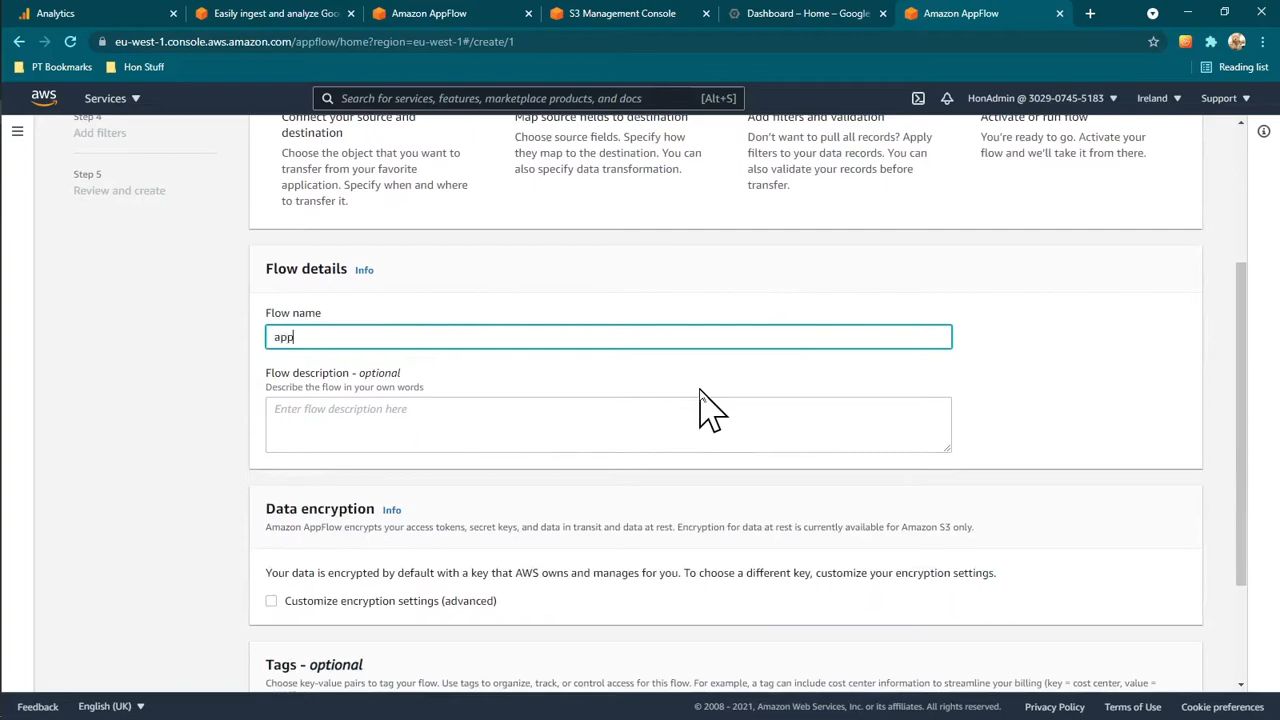 Analytics
Easily ingest and analyze Goo
Amazon AppFlow
S3 Management Console
Dashboard – Home – Google
Amazon AppFlow
eu-west-1.console.aws.amazon.com/appflow/home?region=eu-west-1#/create/1
PT Bookmarks
Hon Stuff
Reading list
aws
Services
Search for services, features, marketplace products, and docs
[Alt+S]
HonAdmin @ 3029-0745-5183
Ireland
Support
Step 4
Add filters
Step 5
Review and create
Connect your source and
destination
Choose the object that you want to
transfer from your favorite
application. Specify when and where
to transfer it.
Map source fields to destination
Choose source fields. Specify how
they map to the destination. You can
also specify data transformation.
Add filters and validation
Don't want to pull all records? Apply
filters to your data records. You can
also validate your records before
transfer.
Activate or run flow
You're ready to go. Activate your
flow and we'll take it from there.
Flow details
Info
Flow name
app
Flow description - optional
Describe the flow in your own words
Enter flow description here
Data encryption
Info
Amazon AppFlow encrypts your access tokens, secret keys, and data in transit and data at rest. Encryption for data at rest is currently available for Amazon S3 only.
Your data is encrypted by default with a key that AWS owns and manages for you. To choose a different key, customize your encryption settings.
Customize encryption settings (advanced)
Tags - optional
Choose key-value pairs to tag your flow. Use tags to organize, track, or control access for this flow. For example, a tag can include cost center information to streamline your billing (key = cost center, value =
Feedback
English (UK)
© 2008 - 2021, Amazon Web Services, Inc. or its affiliates. All rights reserved.
Privacy Policy
Terms of Use
Cookie preferences